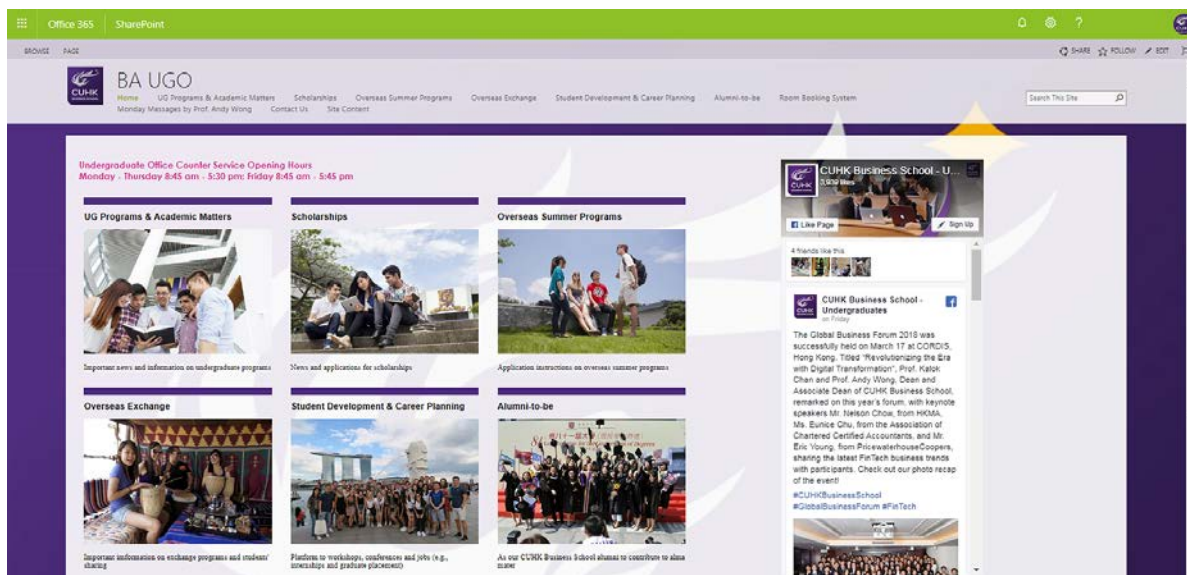 Office 365 SharePoint ?
BROWSE PAGE SHARE FOLLOW EDIT
CUHK
BA UGO
Home UG Programs & Academic Matters Scholarships Overseas Summer Programs Overseas Exchange Student Development & Career Planning Alumni-to-be Room Booking System
Monday Messages by Prof. Andy Wong Contact Us Site Content
Search This Site
Undergraduate Office Counter Service Opening Hours
Monday - Thursday 8:45 am - 5:30 pm: Friday 8:45 am - 5:45 pm
UG Programs & Academic Matters
Important news and information on undergraduate programs
Scholarships
News and applications for scholarships
Overseas Summer Programs
Application instructions on overseas summer programs
Overseas Exchange
Important imformation on exchange programs and students'
sharing
Student Development & Career Planning
Platform to workshops, conferences and jobs (e.g.,
internships and graduate placement)
Alumni-to-be
As our CUHK Business School alumni to contribute to alma
mater
CUHK
CUHK Business School - U...
likes
Like Page Sign Up
4 friends like this
CUHK
CUHK Business School -
Undergraduates
on Friday
The Global Business Forum 2018 was
successfully held on March 17 at CORDIS,
Hong Kong. Titled "Revolutionizing the Era
with Digital Transformation", Prof. Kalok
Chan and Prof. Andy Wong, Dean and
Associate Dean of CUHK Business School,
remarked on this year's forum, with keynote
speakers Mr. Nelson Chow, from HKMA,
Ms. Eunice Chu, from the Association of
Chartered Certified Accountants, and Mr.
Eric Young, from PricewaterhouseCoopers,
sharing the latest FinTech business trends
with participants. Check out our photo recap
of the event!
#CUHKBusinessSchool
#GlobalBusinessForum #FinTech